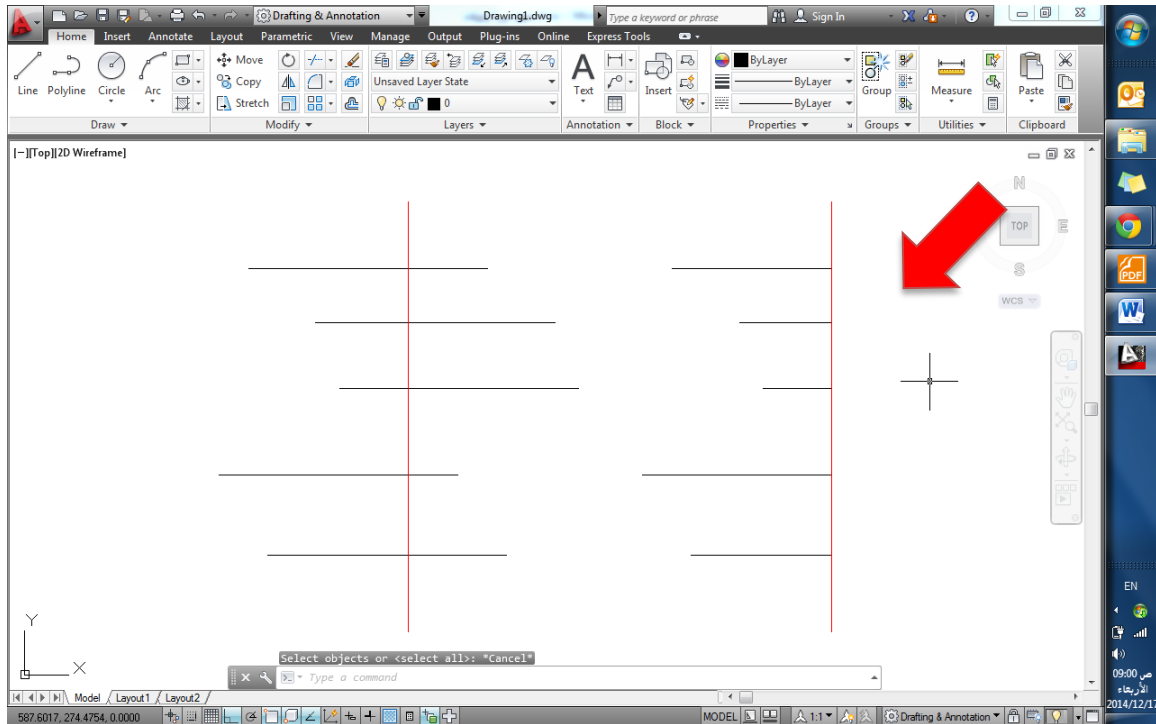 Drafting & Annotation Drawing1.dwg Type a keyword or phrase Sign In
Home Insert Annotate Layout Parametric View Manage Output Plug-ins Online Express Tools
Line Polyline Circle Arc
Draw
Move
Copy
Stretch
Modify
Unsaved Layer State
0
Layers
A
Text
Annotation
Insert
Block
ByLayer
ByLayer
ByLayer
Properties
Group
Groups
Measure
Utilities
Paste
Clipboard
[−][Top][2D Wireframe]
N
TOP E
S
WCS
Y
X
Select objects or <select all>: *Cancel*
Type a command
Model Layout1 Layout2
587.6017, 274.4754, 0.0000 MODEL 1:1 Drafting & Annotation
PDF
W
EN
09:00 ص
الأربعاء
2014/12/17